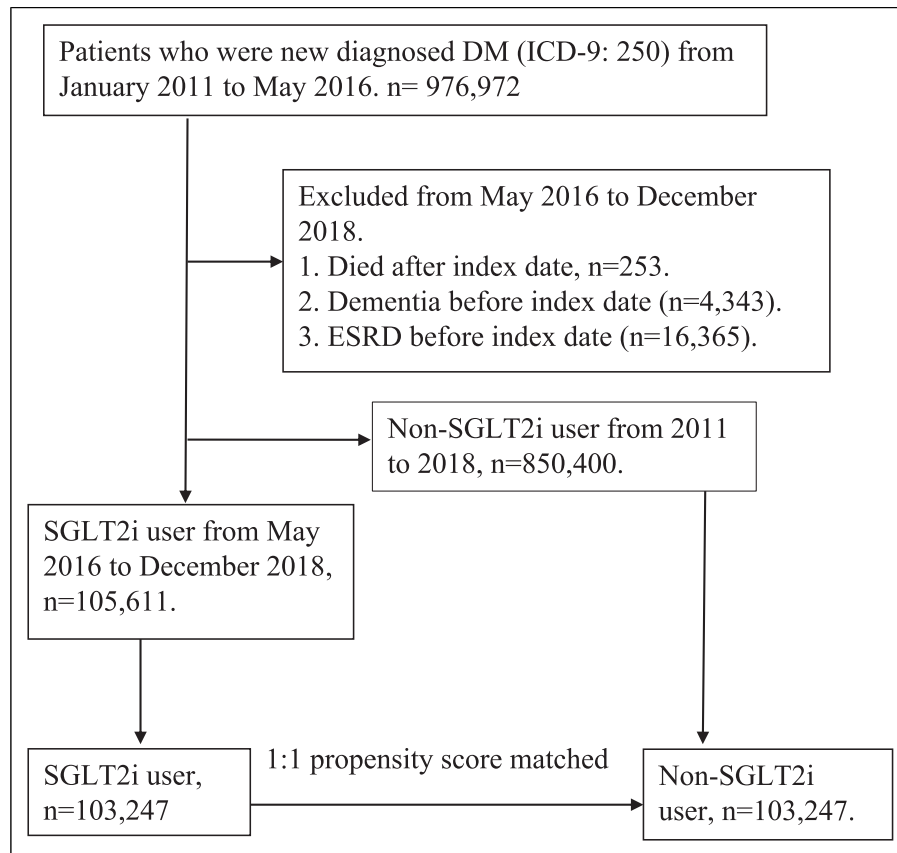 Patients who were new diagnosed DM (ICD-9: 250) from
January 2011 to May 2016. n= 976,972
Excluded from May 2016 to December
2018.
1. Died after index date, n=253.
2. Dementia before index date (n=4,343).
3. ESRD before index date (n=16,365).
Non-SGLT2i user from 2011
to 2018, n=850,400.
SGLT2i user from May
2016 to December 2018,
n=105,611.
1:1 propensity score matched
SGLT2i user,
n=103,247
Non-SGLT2i
user, n=103,247.